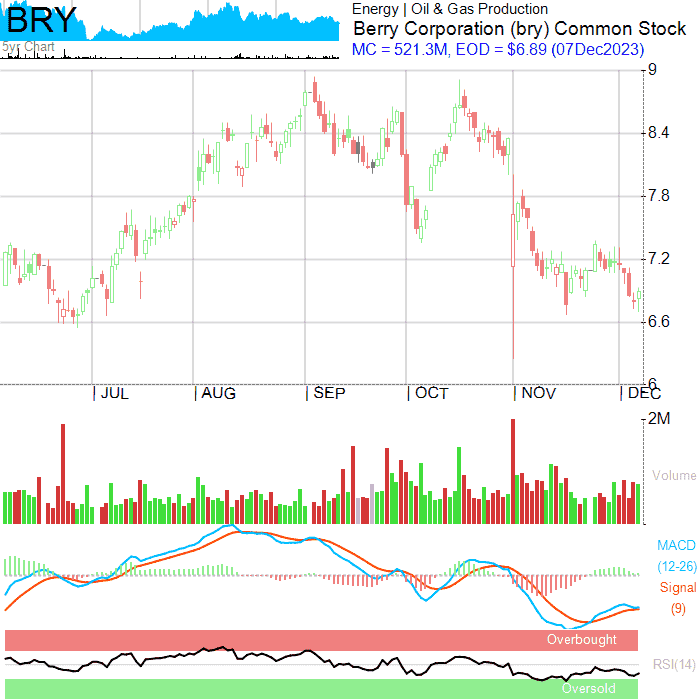 BRY
5yr Chart
Energy | Oil & Gas Production
Berry Corporation (bry) Common Stock
MC = 521.3M, EOD = $6.89 (07Dec2023)
9
8.4
7.8
7.2
6.6
6
JUL AUG SEP OCT NOV DEC
2M
Volume
MACD
(12-26)
Signal
(9)
Overbought
RSI(14)
Oversold